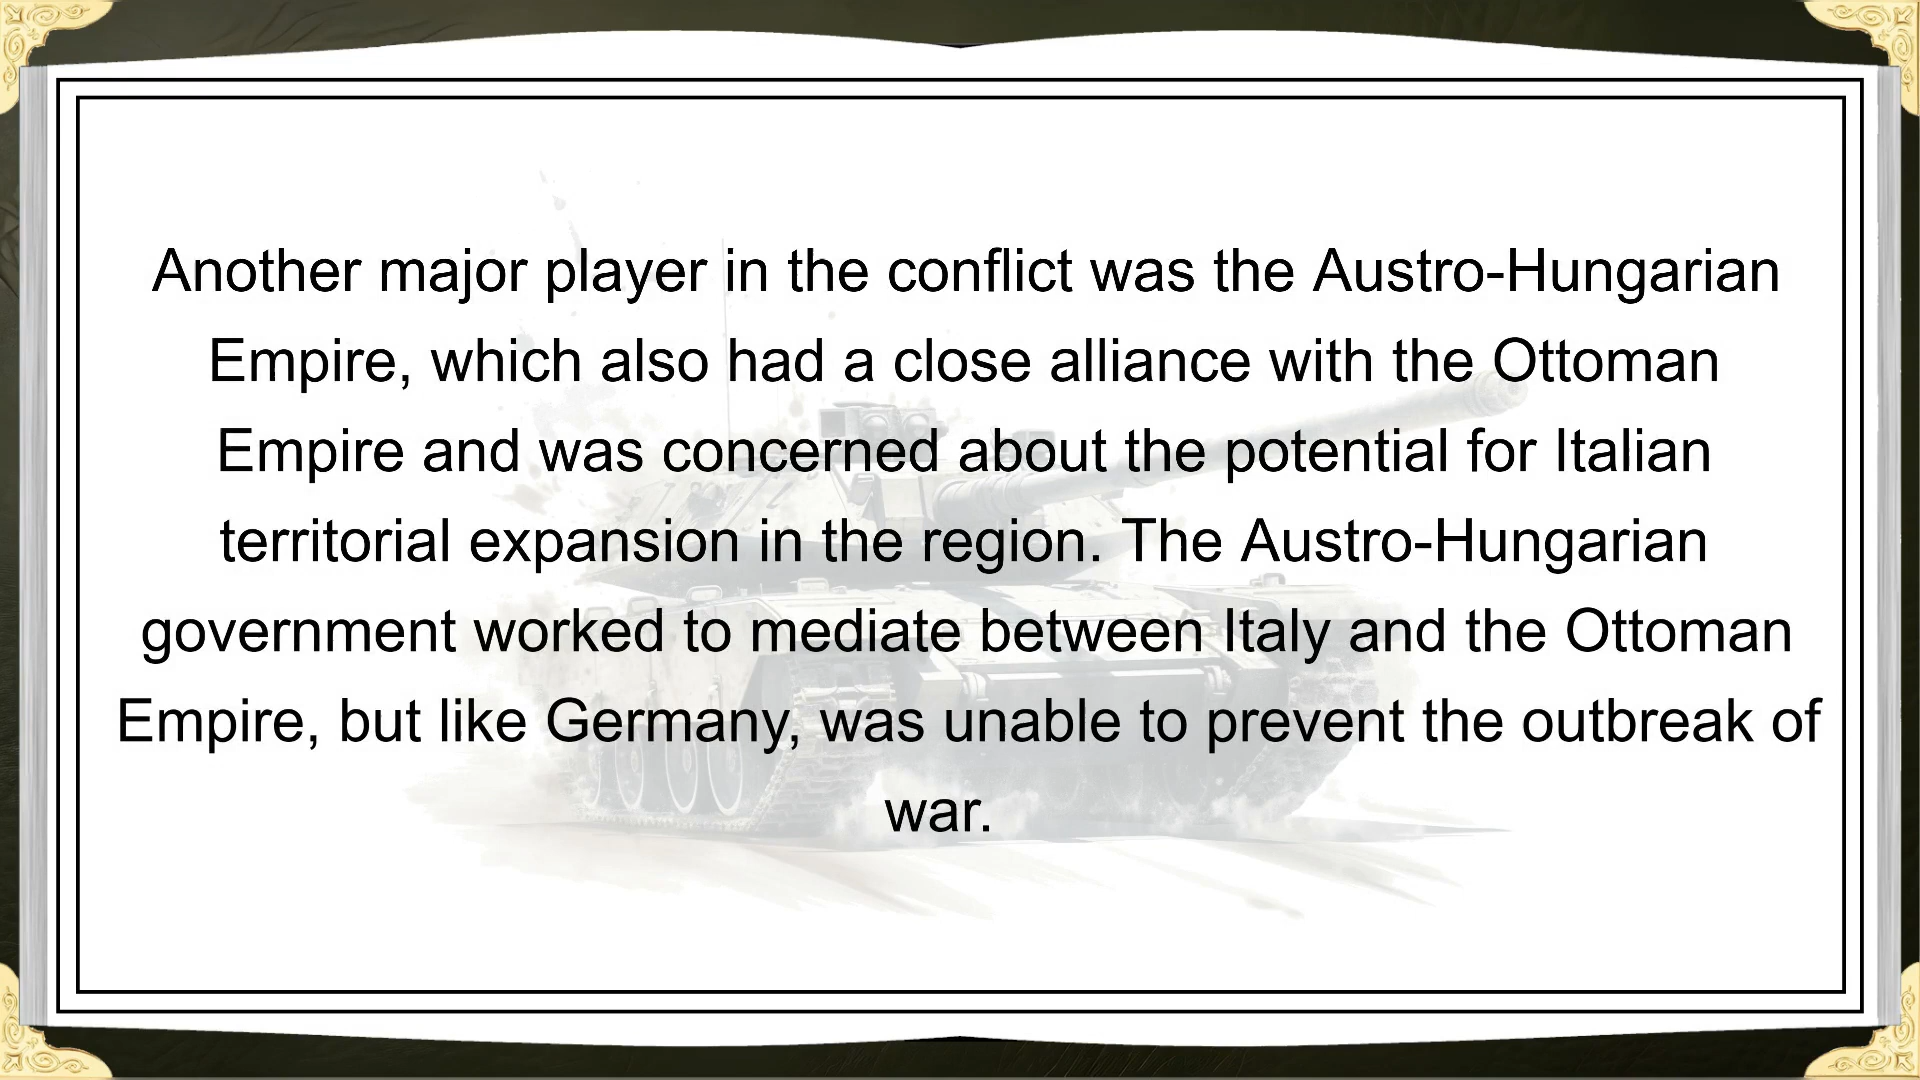 Another major player in the conflict was the Austro-Hungarian
Empire, which also had a close alliance with the Ottoman
Empire and was concerned about the potential for Italian
territorial expansion in the region. The Austro-Hungarian
government worked to mediate between Italy and the Ottoman
Empire, but like Germany, was unable to prevent the outbreak of
war.